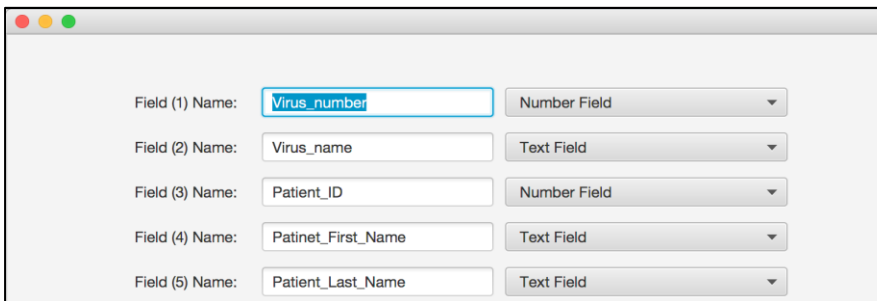 Field (1) Name: Virus_number Number Field
Field (2) Name: Virus_name Text Field
Field (3) Name: Patient_ID Number Field
Field (4) Name: Patinet_First_Name Text Field
Field (5) Name: Patient_Last_Name Text Field